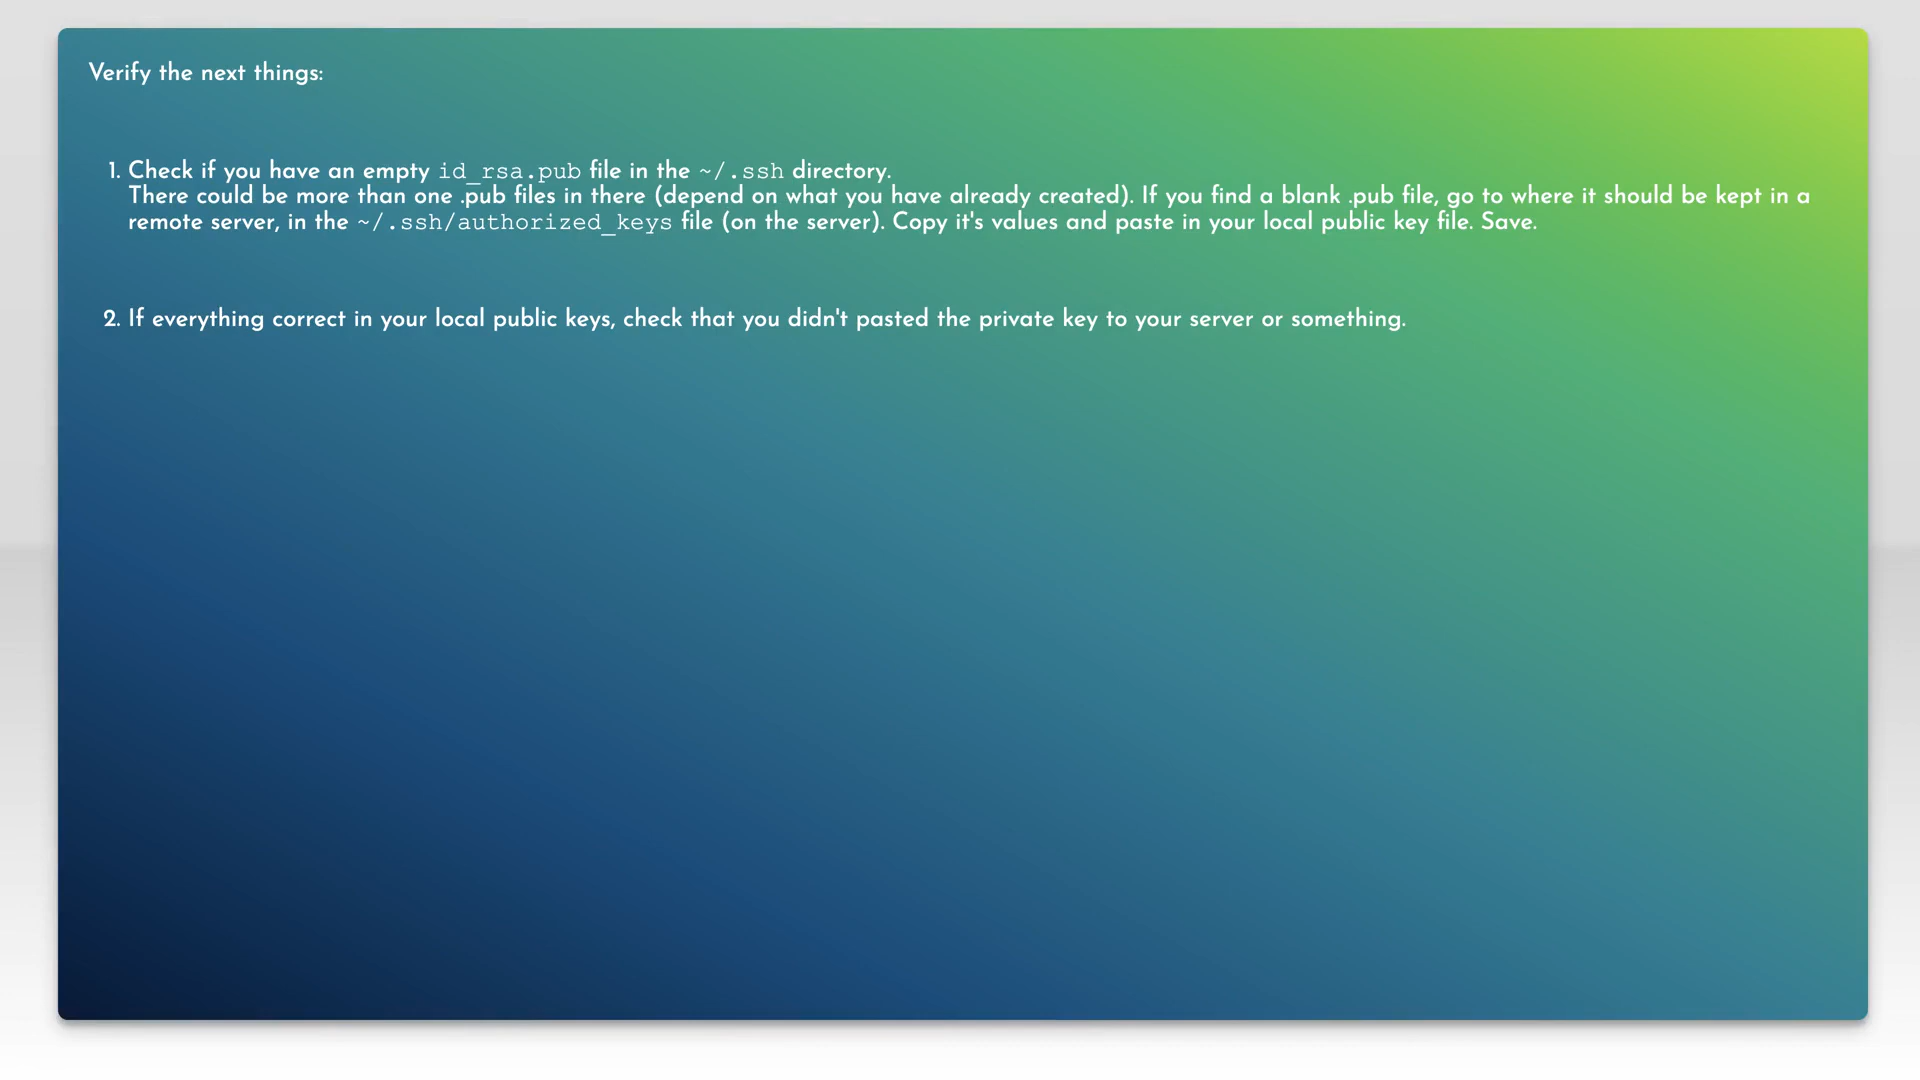 Verify the next things:
1. Check if you have an empty id_rsa.pub file in the ~/.ssh directory.
There could be more than one .pub files in there (depend on what you have already created). If you find a blank .pub file, go to where it should be kept in a
remote server, in the ~/.ssh/authorized_keys file (on the server). Copy it's values and paste in your local public key file. Save.
2. If everything correct in your local public keys, check that you didn't pasted the private key to your server or something.